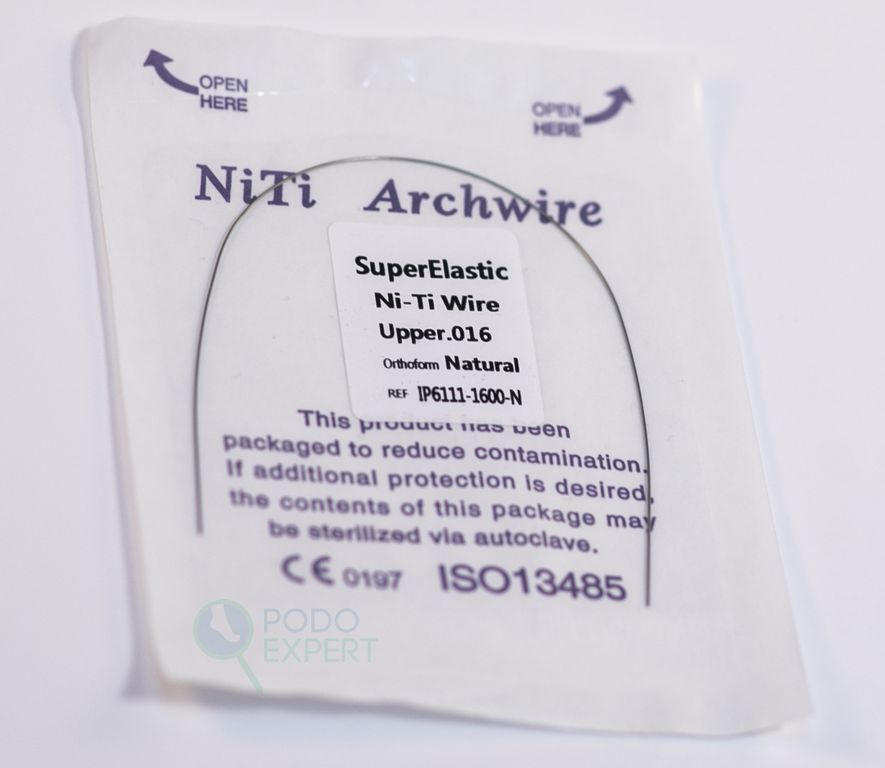 OPEN
HERE
OPEN
HERE
NiTi Archwire
SuperElastic
Ni-Ti Wire
Upper.016
Orthoform Natural
REF IP6111-1600-N
This product has been
packaged to reduce contamination.
If additional protection is desired,
the contents of this package may
be sterilized via autoclave.
CE 0197 ISO13485
PODO
EXPERT